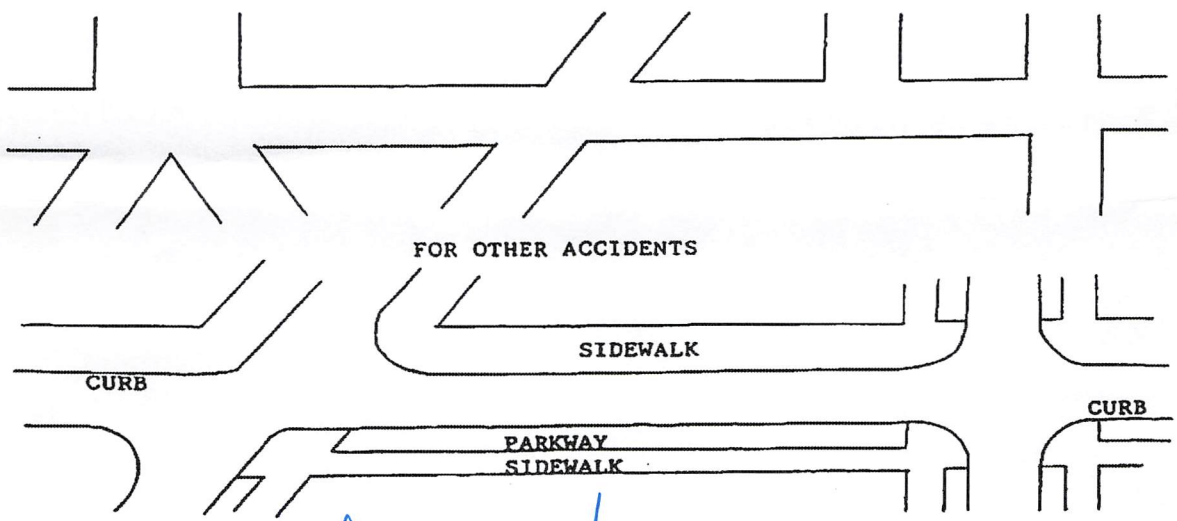 FOR OTHER ACCIDENTS
SIDEWALK
CURB
CURB
PARKWAY
SIDEWALK